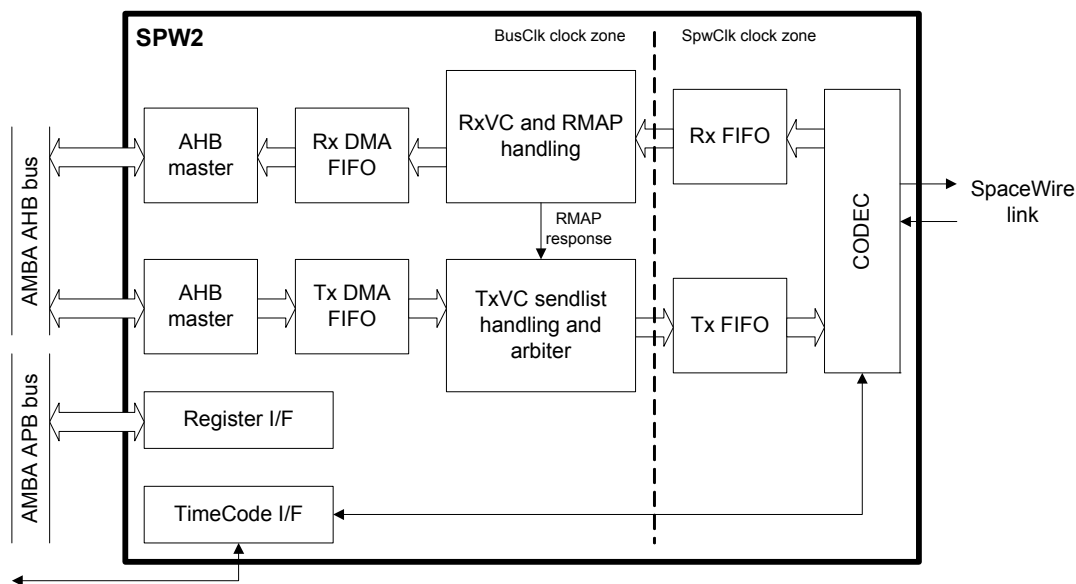 SPW2
BusClk clock zone
SpwClk clock zone
AMBA AHB bus
AHB
master
Rx DMA
FIFO
RxVC and RMAP
handling
Rx FIFO
CODEC
SpaceWire
link
RMAP
response
AHB
master
Tx DMA
FIFO
TxVC sendlist
handling and
arbiter
Tx FIFO
AMBA APB bus
Register I/F
TimeCode I/F